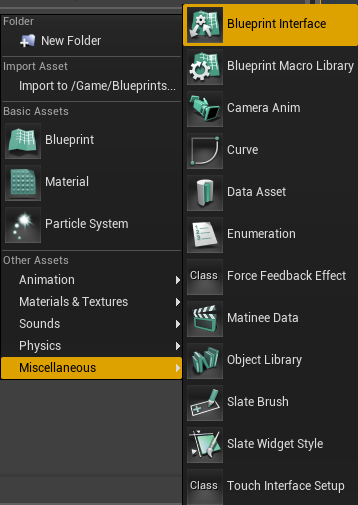 Folder
New Folder
Import Asset
Import to /Game/Blueprints...
Basic Assets
Blueprint
Material
Particle System
Other Assets
Animation
Materials & Textures
Sounds
Physics
Miscellaneous
Blueprint Interface
Blueprint Macro Library
Camera Anim
Curve
Data Asset
Enumeration
Class Force Feedback Effect
Matinee Data
Object Library
Slate Brush
Slate Widget Style
Class Touch Interface Setup